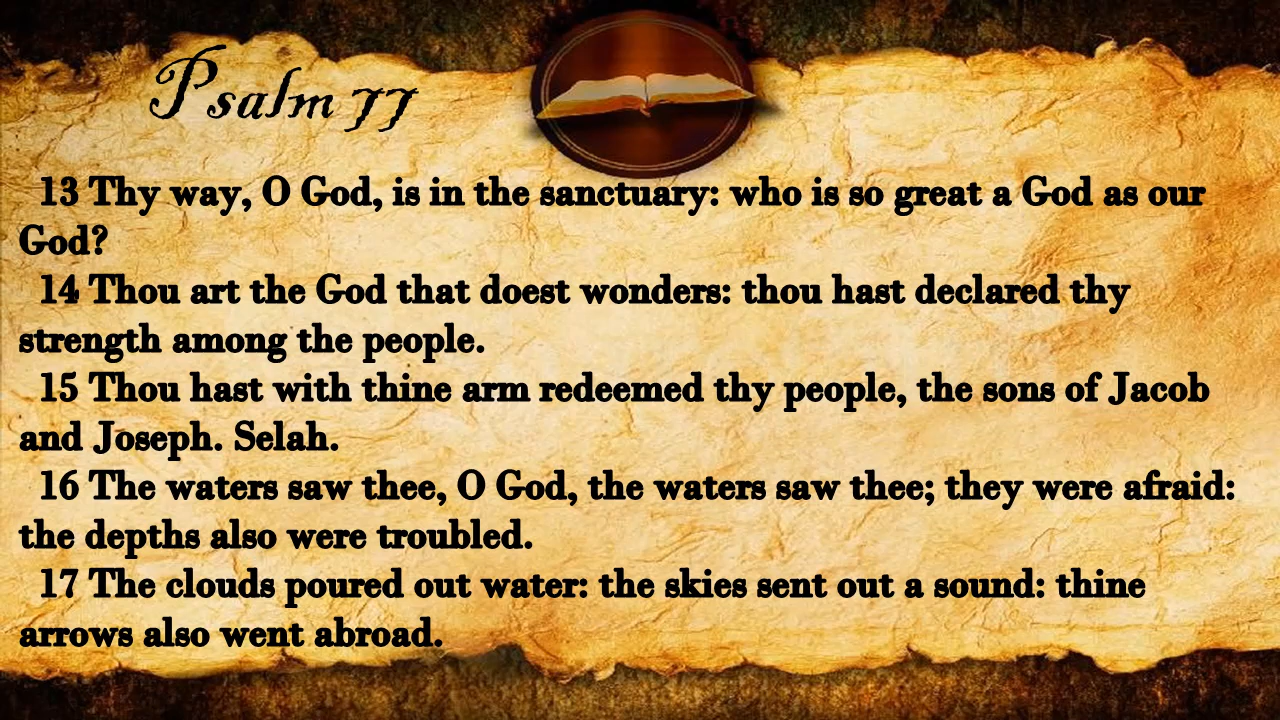 Psalm 77
13 Thy way, O God, is in the sanctuary: who is so great a God as our
God?
14 Thou art the God that doest wonders: thou hast declared thy
strength among the people.
15 Thou hast with thine arm redeemed thy people, the sons of Jacob
and Joseph. Selah.
16 The waters saw thee, O God, the waters saw thee; they were afraid:
the depths also were troubled.
17 The clouds poured out water: the skies sent out a sound: thine
arrows also went abroad.